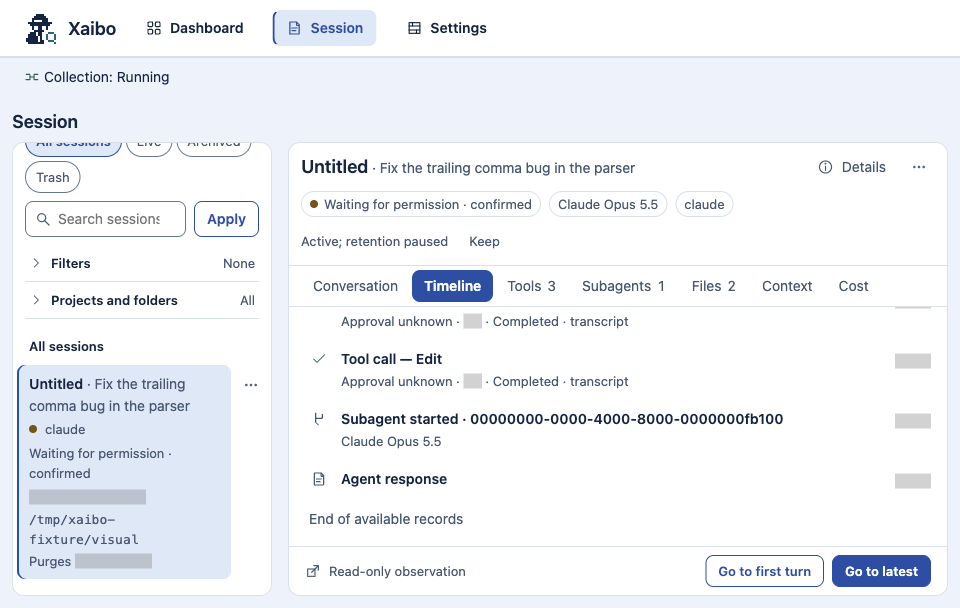 Xaibo
Dashboard
Session
Settings
Collection: Running
Session
All sessions
Live
Archived
Trash
Search sessions
Apply
Filters
None
Projects and folders
All
All sessions
Untitled · Fix the trailing
comma bug in the parser
claude
Waiting for permission ·
confirmed
/tmp/xaibo-
fixture/visual
Purges
Untitled · Fix the trailing comma bug in the parser
Details
Waiting for permission · confirmed
Claude Opus 5.5
claude
Active; retention paused
Keep
Conversation
Timeline
Tools 3
Subagents 1
Files 2
Context
Cost
Approval unknown · · Completed · transcript
Tool call — Edit
Approval unknown · · Completed · transcript
Subagent started · 00000000-0000-4000-8000-0000000fb100
Claude Opus 5.5
Agent response
End of available records
Read-only observation
Go to first turn
Go to latest